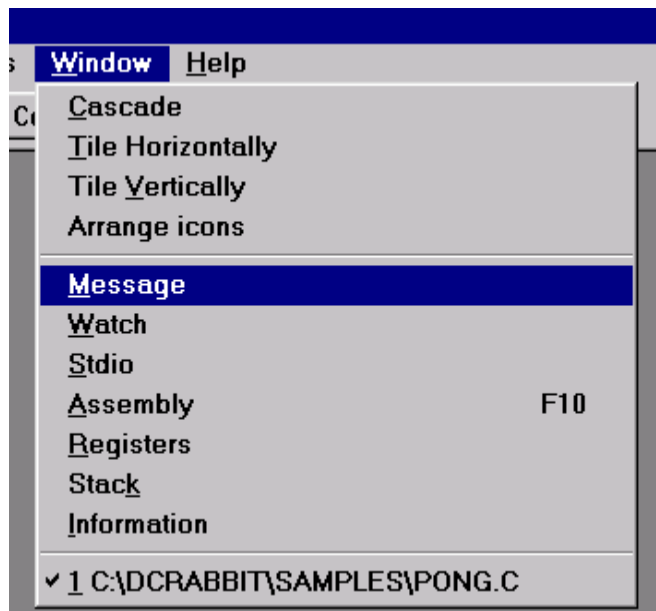 Window Help
Cascade
Tile Horizontally
Tile Vertically
Arrange icons
Message
Watch
Stdio
Assembly F10
Registers
Stack
Information
✓ 1 C:\DCRABBIT\SAMPLES\PONG.C